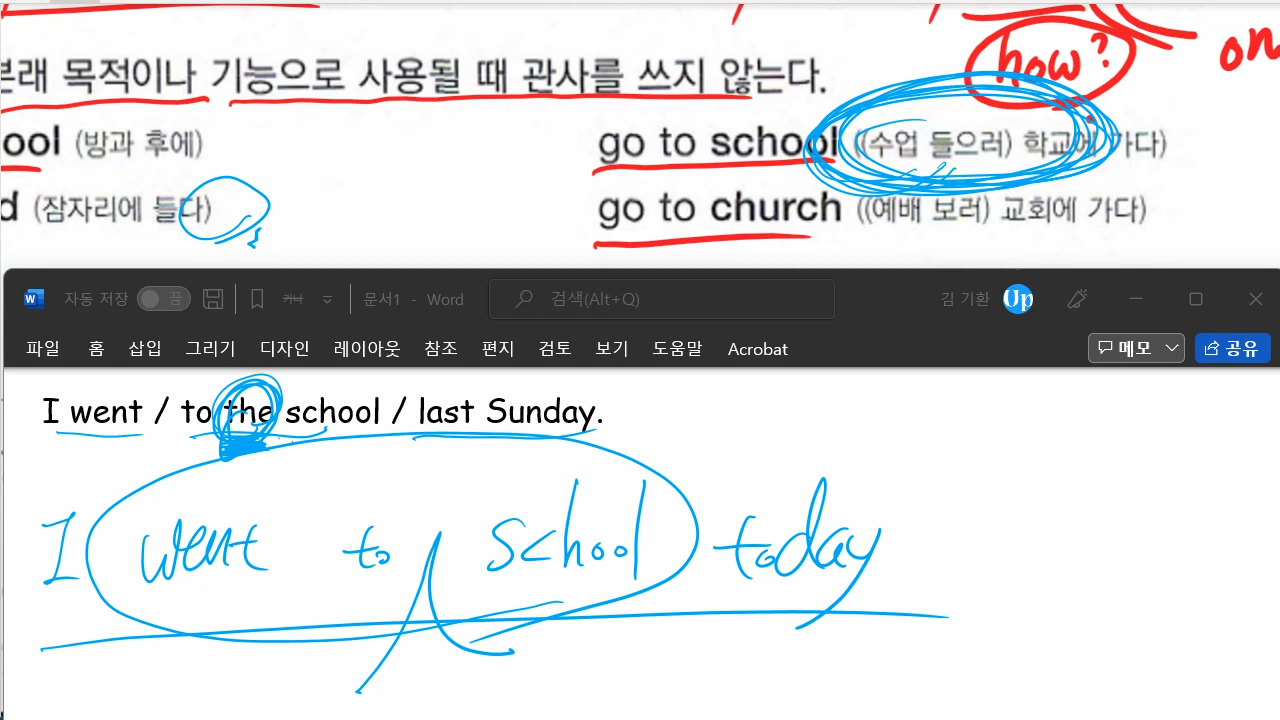 how? on
본래 목적이나 기능으로 사용될 때 관사를 쓰지 않는다.
ool (방과 후에) go to school ((수업 들으러) 학교에 가다)
d (잠자리에 들다) go to church ((예배 보러) 교회에 가다)
자동 저장 끔 가나 문서1 - Word 검색(Alt+Q) 김 기환 Up
파일 홈 삽입 그리기 디자인 레이아웃 참조 편지 검토 보기 도움말 Acrobat 메모 공유
I went / to the school / last Sunday.
I went to school today